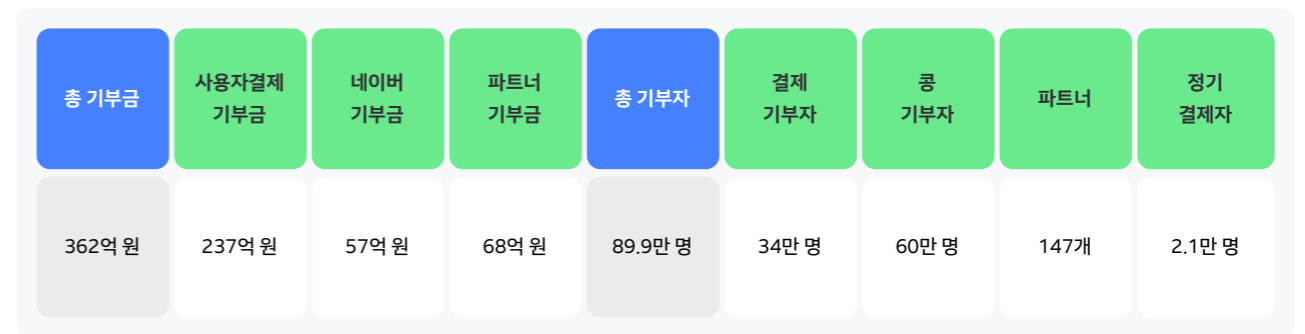 총 기부금
사용자결제
기부금
네이버
기부금
파트너
기부금
총 기부자
결제
기부자
콩
기부자
파트너
정기
결제자
362억 원
237억 원
57억 원
68억 원
89.9만 명
34만 명
60만 명
147개
2.1만 명